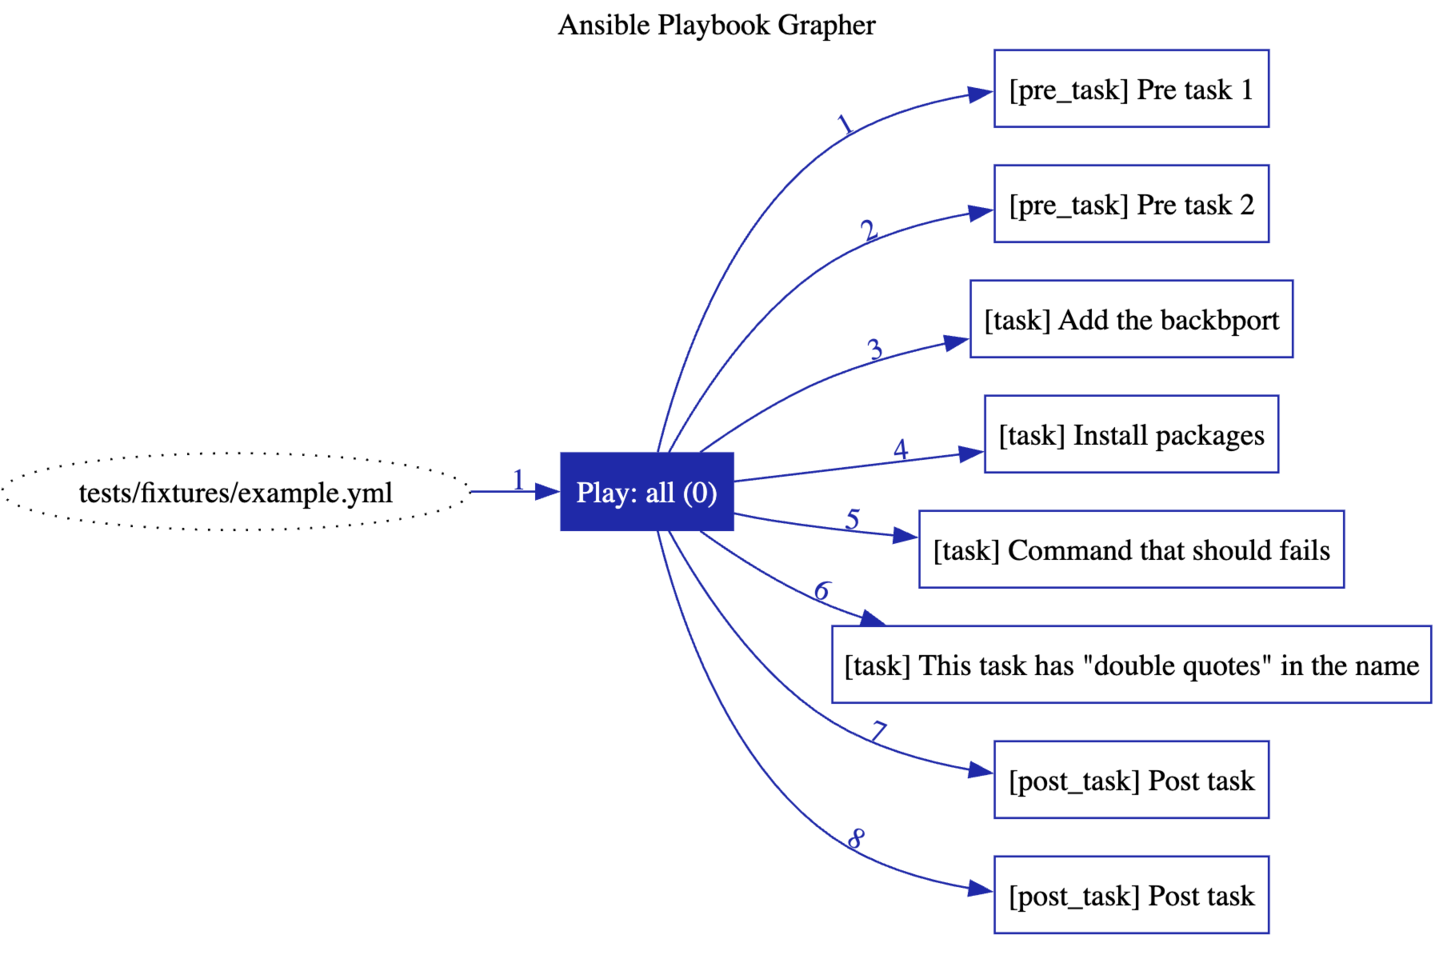 Ansible Playbook Grapher
1
[pre_task] Pre task 1
2
[pre_task] Pre task 2
3
[task] Add the backbport
4
[task] Install packages
tests/fixtures/example.yml
1
Play: all (0)
5
[task] Command that should fails
6
[task] This task has "double quotes" in the name
7
[post_task] Post task
8
[post_task] Post task